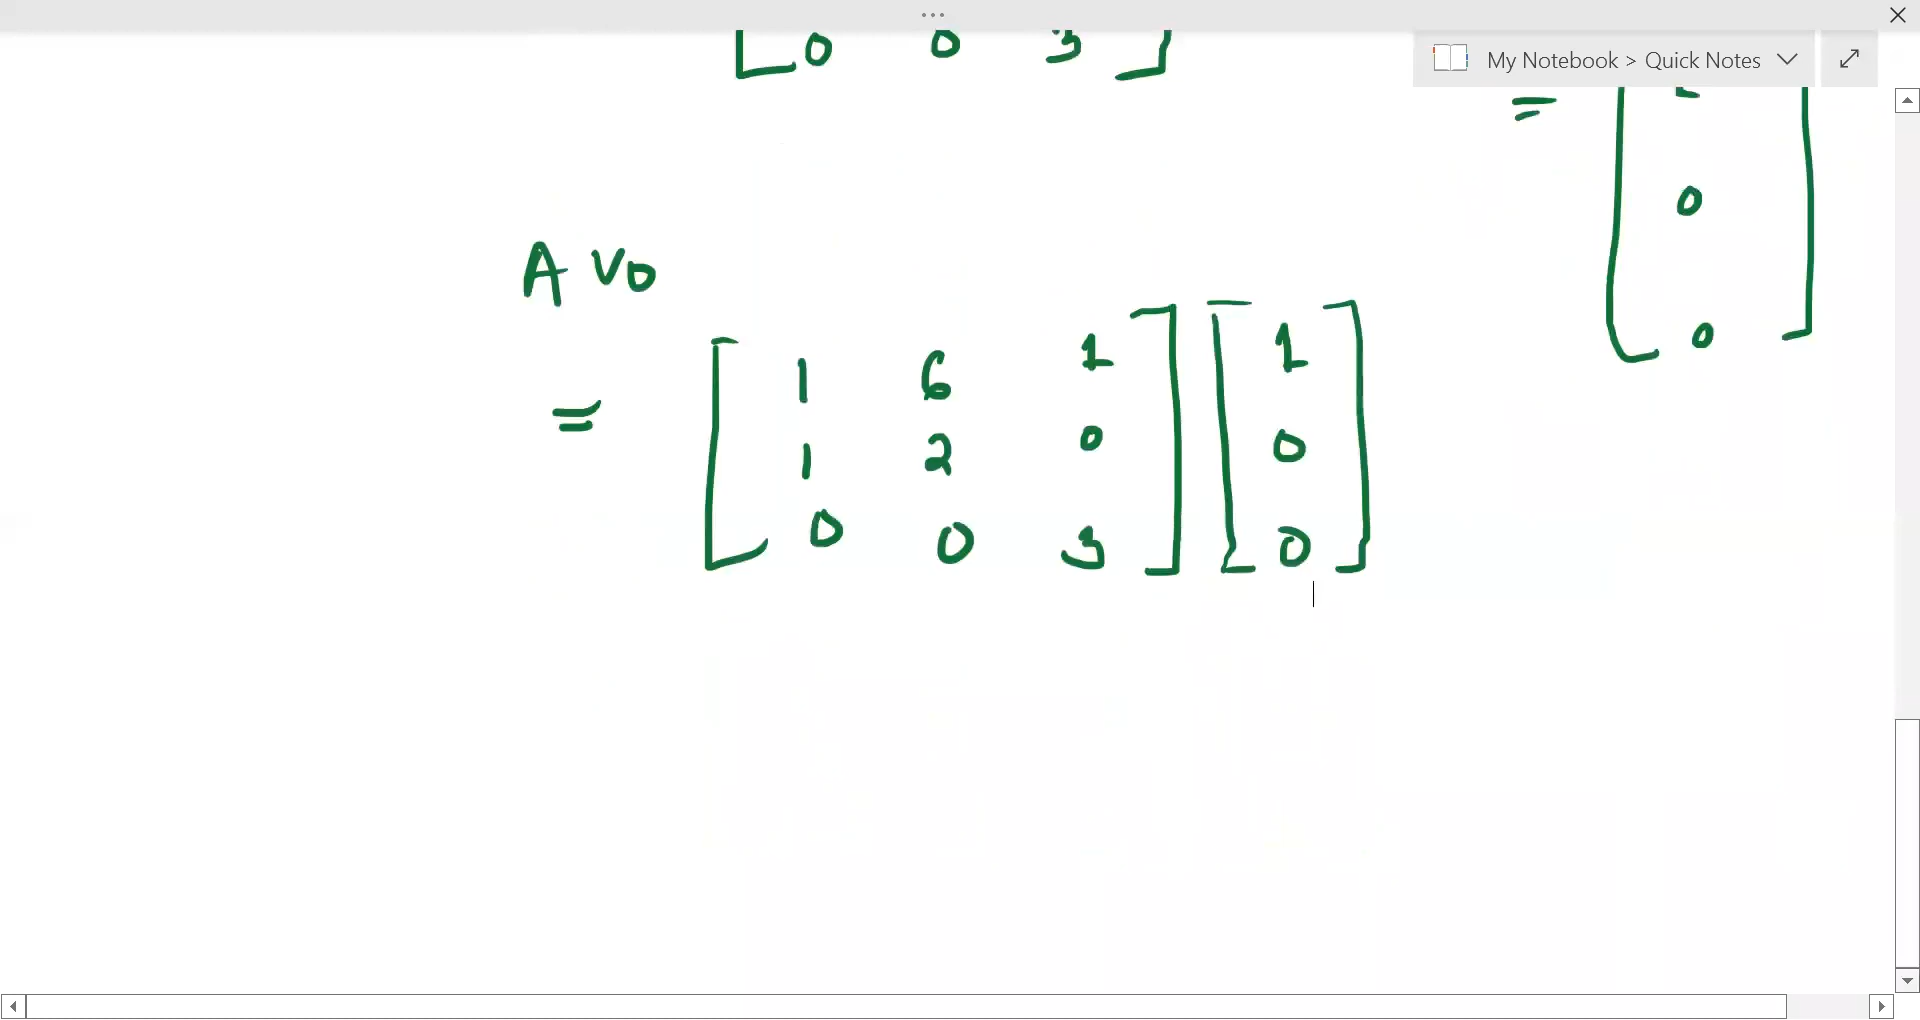 ...
0 0 3
My Notebook > Quick Notes
=
0
0
A v0
1 6 1 1
= 1 2 0 0
0 0 3 0